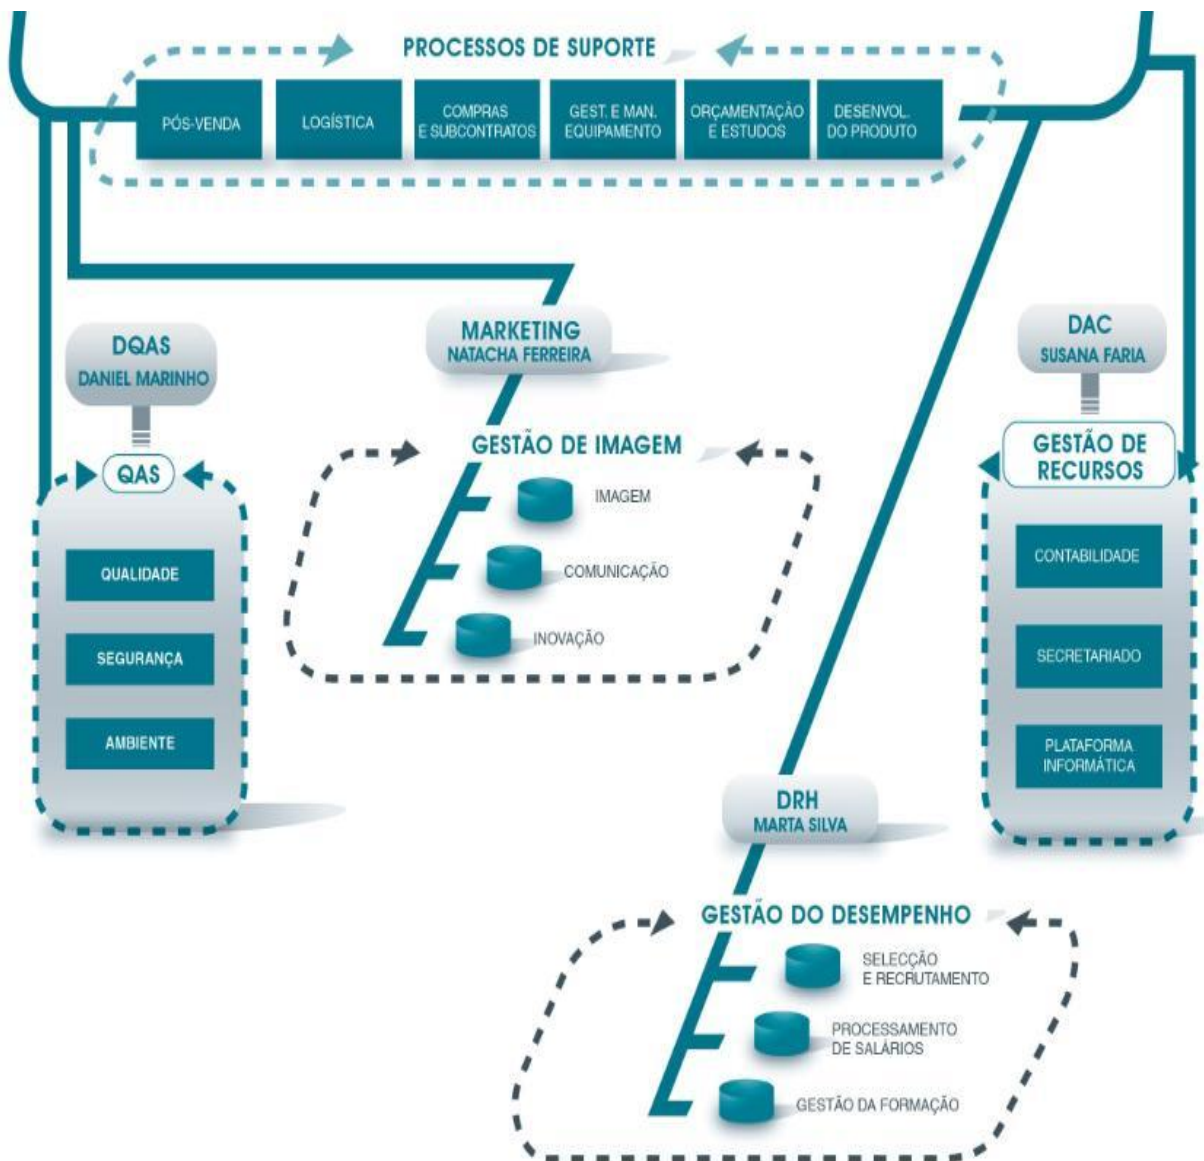 PROCESSOS DE SUPORTE
PÓS-VENDA
LOGÍSTICA
COMPRAS
E SUBCONTRATOS
GEST. E MAN.
EQUIPAMENTO
ORÇAMENTAÇÃO
E ESTUDOS
DESENVOL.
DO PRODUTO
DQAS
DANIEL MARINHO
QAS
QUALIDADE
SEGURANÇA
AMBIENTE
MARKETING
NATACHA FERREIRA
GESTÃO DE IMAGEM
IMAGEM
COMUNICAÇÃO
INOVAÇÃO
DAC
SUSANA FARIA
GESTÃO DE
RECURSOS
CONTABILIDADE
SECRETARIADO
PLATAFORMA
INFORMÁTICA
DRH
MARTA SILVA
GESTÃO DO DESEMPENHO
SELECÇÃO
E RECRUTAMENTO
PROCESSAMENTO
DE SALÁRIOS
GESTÃO DA FORMAÇÃO